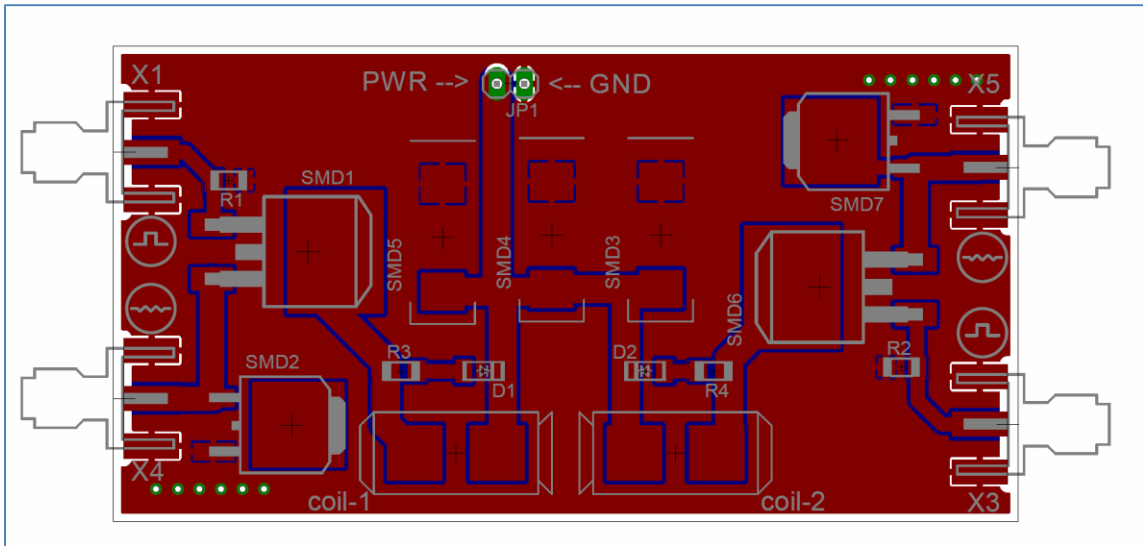 X1
PWR --> <-- GND
JP1
X5
R1
SMD1
SMD7
SMD5
SMD4
SMD3
SMD6
SMD2
R3
D1
D2
R4
R2
X4
coil-1
coil-2
X3